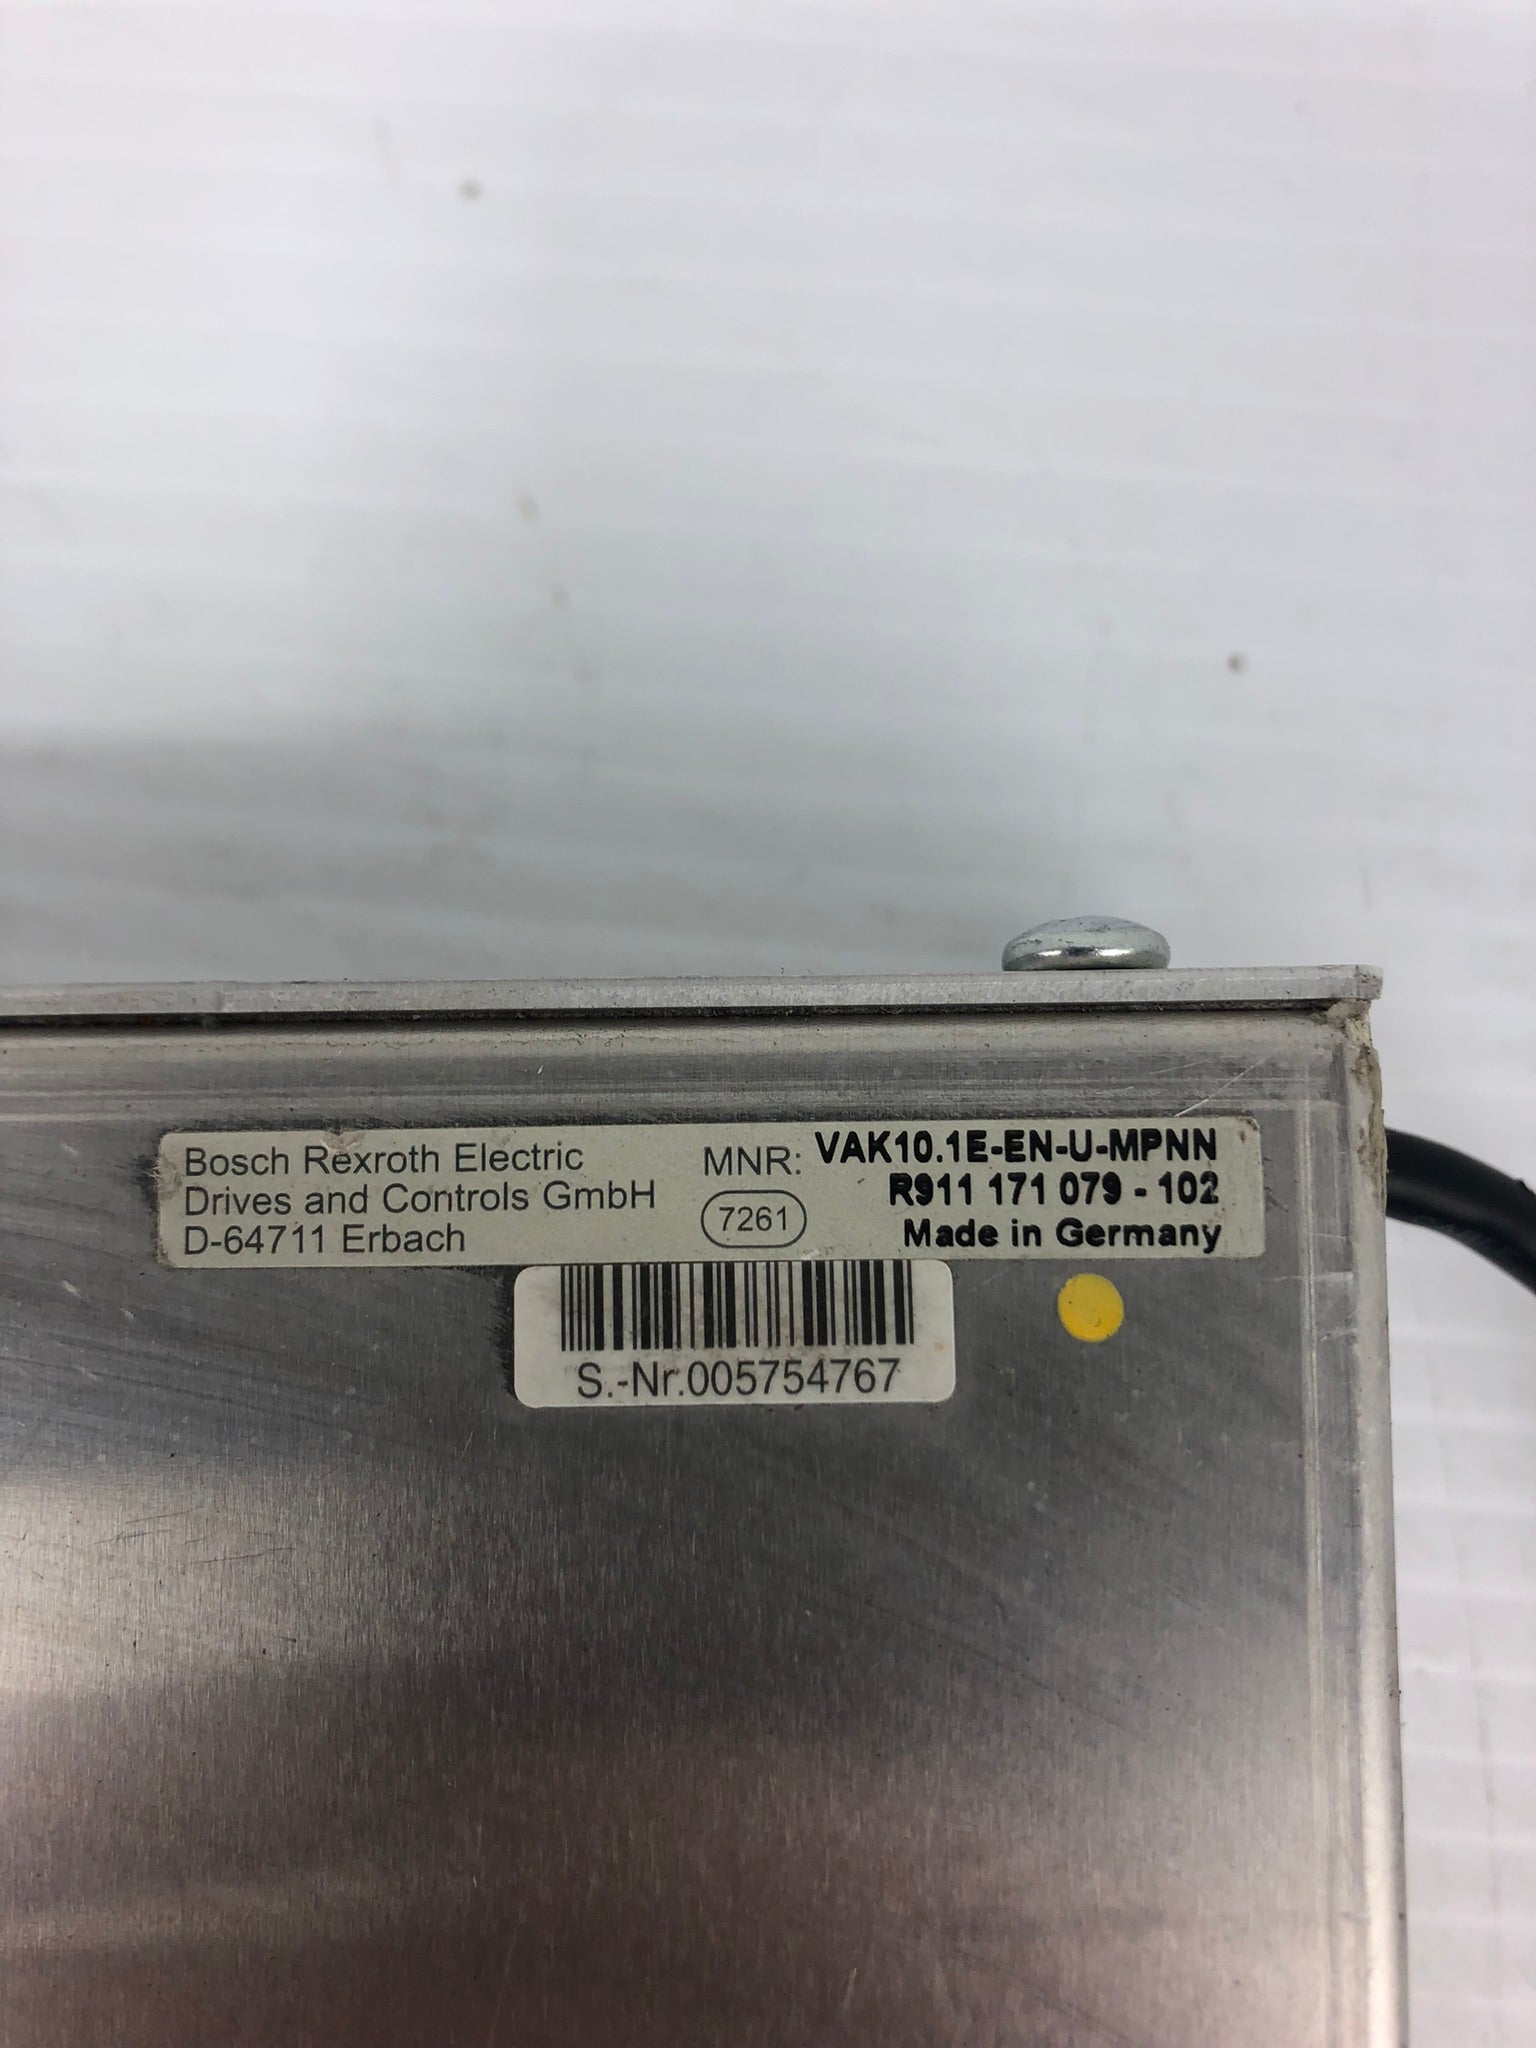 Bosch Rexroth Electric
Drives and Controls GmbH
D-64711 Erbach
MNR: VAK10.1E-EN-U-MPNN
R911 171 079 - 102
7261
Made in Germany
S.-Nr.005754767